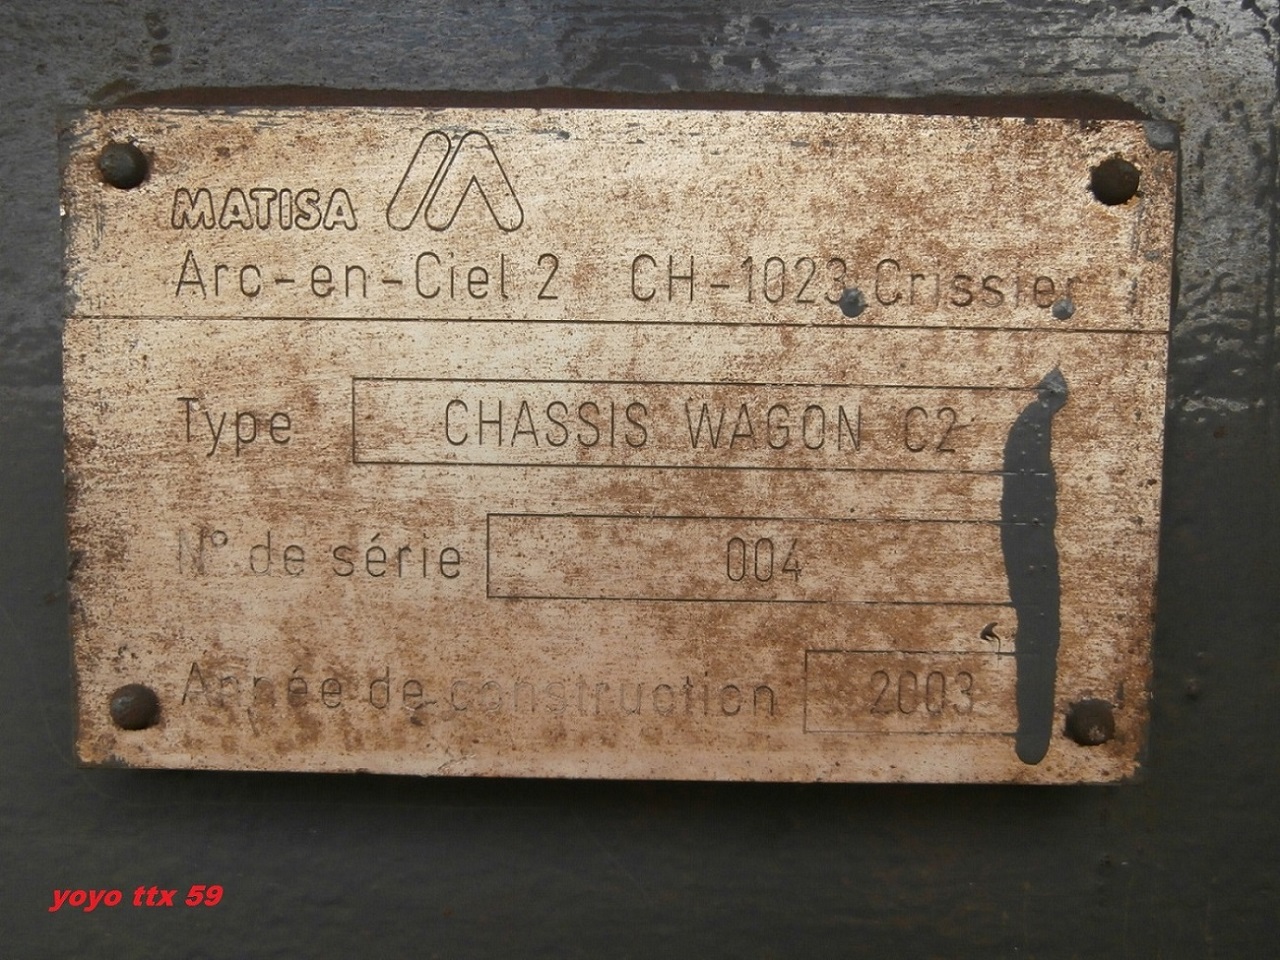 MATISA
Arc-en-Ciel 2 CH-1023 Crissier
Type CHASSIS WAGON C2
N° de série 004
Année de construction 2003
yoyo ttx 59